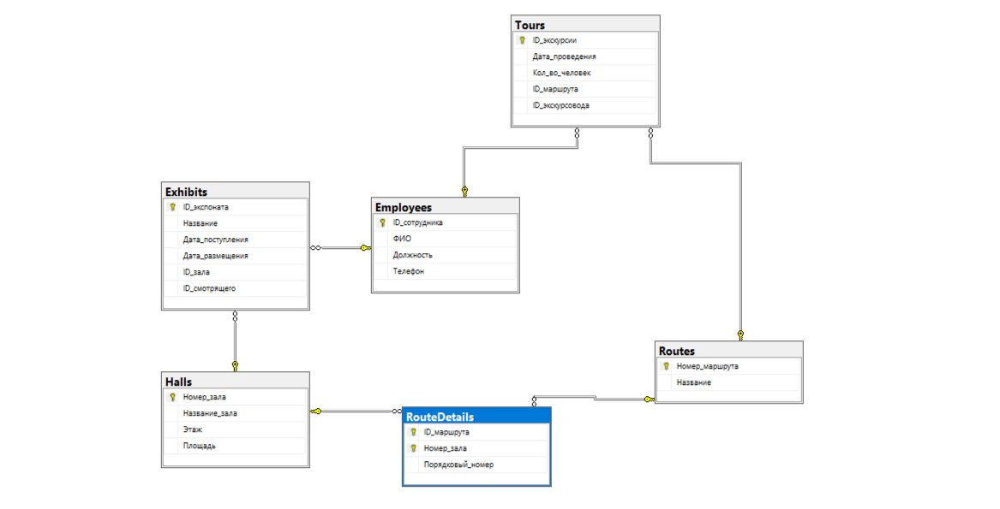 Tours
ID_экскурсии
Дата_проведения
Кол_во_человек
ID_маршрута
ID_экскурсовода
Exhibits
ID_экспоната
Название
Дата_поступления
Дата_размещения
ID_зала
ID_смотрящего
Employees
ID_сотрудника
ФИО
Должность
Телефон
Routes
Номер_маршрута
Название
Halls
Номер_зала
Название_зала
Этаж
Площадь
RouteDetails
ID_маршрута
Номер_зала
Порядковый_номер